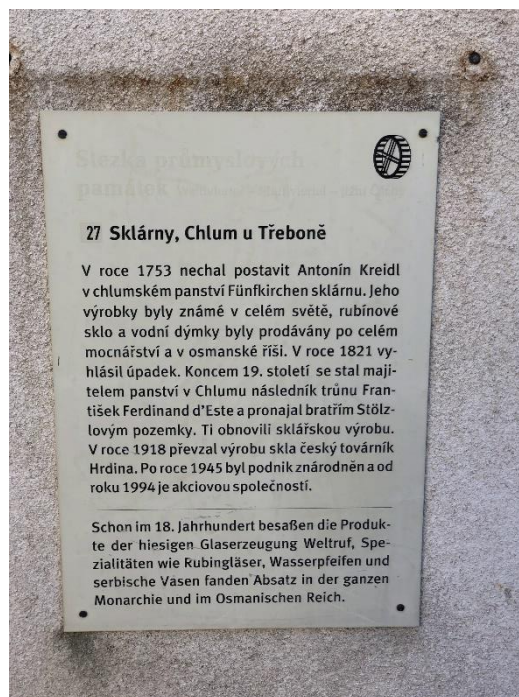 Stezka průmyslových
památek
27 Sklárny, Chlum u Třeboně
V roce 1753 nechal postavit Antonín Kreidl
v chlumském panství Fünfkirchen sklárnu. Jeho
výrobky byly známé v celém světě, rubínové
sklo a vodní dýmky byly prodávány po celém
mocnářství a v osmanské říši. V roce 1821 vy-
hlásil úpadek. Koncem 19. století se stal maji-
telem panství v Chlumu následník trůnu Fran-
tišek Ferdinand d'Este a pronajal bratřím Stölz-
lovým pozemky. Ti obnovili sklářskou výrobu.
V roce 1918 převzal výrobu skla český továrník
Hrdina. Po roce 1945 byl podnik znárodněn a od
roku 1994 je akciovou společností.
Schon im 18. Jahrhundert besaßen die Produk-
te der hiesigen Glaserzeugung Weltruf, Spe-
zialitäten wie Rubingläser, Wasserpfeifen und
serbische Vasen fanden Absatz in der ganzen
Monarchie und im Osmanischen Reich.